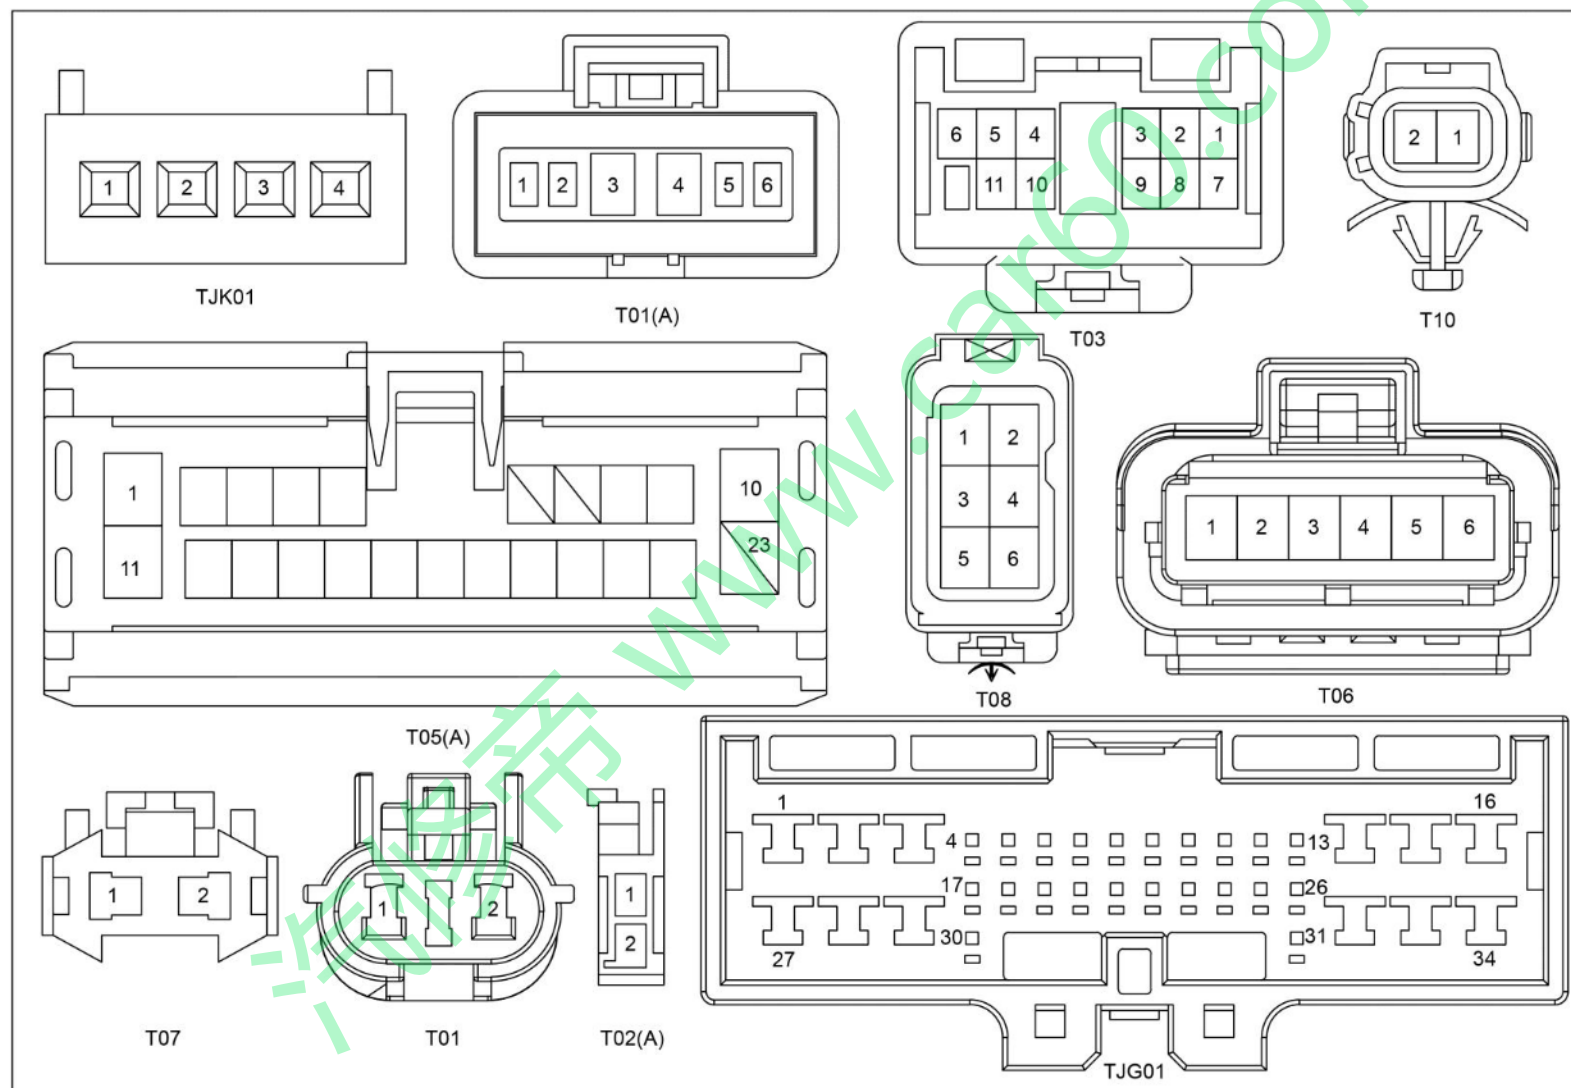 1 2 3 4
TJK01
1 2 3 4 5 6
T01(A)
6 5 4 3 2 1
11 10 9 8 7
T03
2 1
T10
1 10
11 23
T05(A)
1 2
3 4
5 6
T08
1 2 3 4 5 6
T06
1 2
T07
1 2
T01
1
2
T02(A)
1 16
4 13
17 26
30 31
27 34
TJG01
汽修帝 www.car60.com